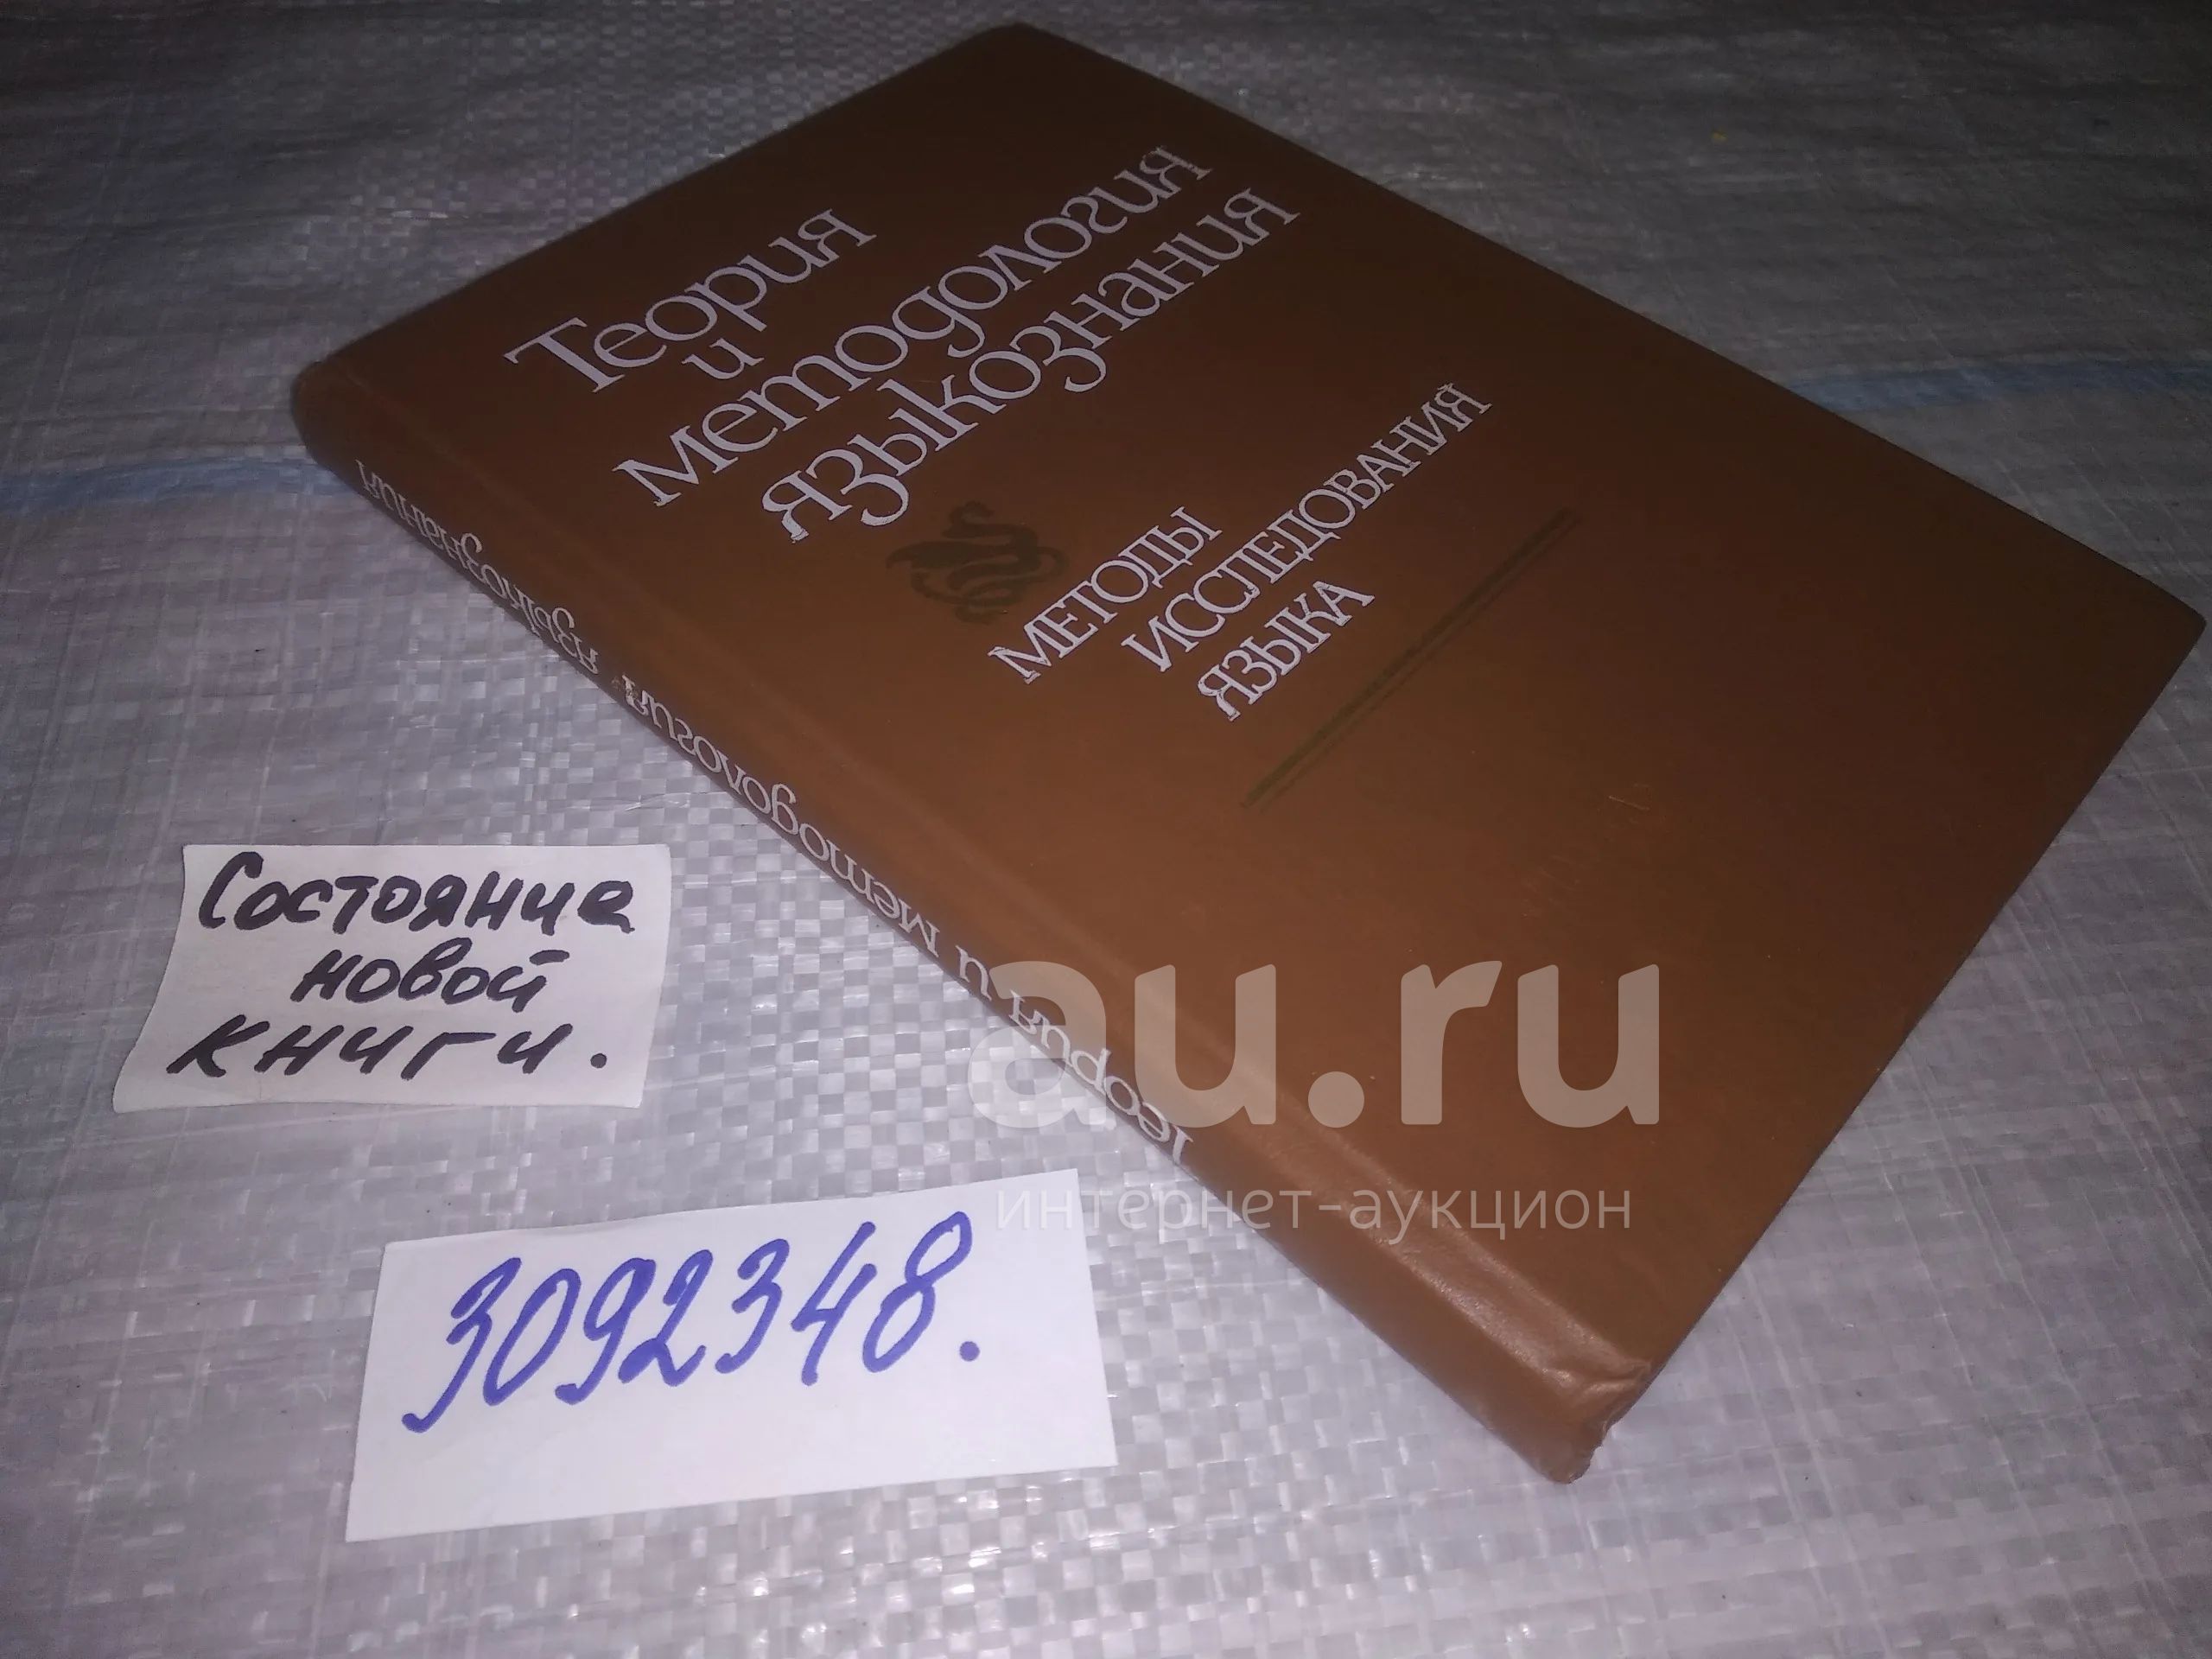 Теория
и
методология
языкознания
МЕТОДЫ
ИССЛЕДОВАНИЯ
ЯЗЫКА
Теория и методология языкознания
Состояние
новой
книги.
3092348.
au.ru
интернет-аукцион